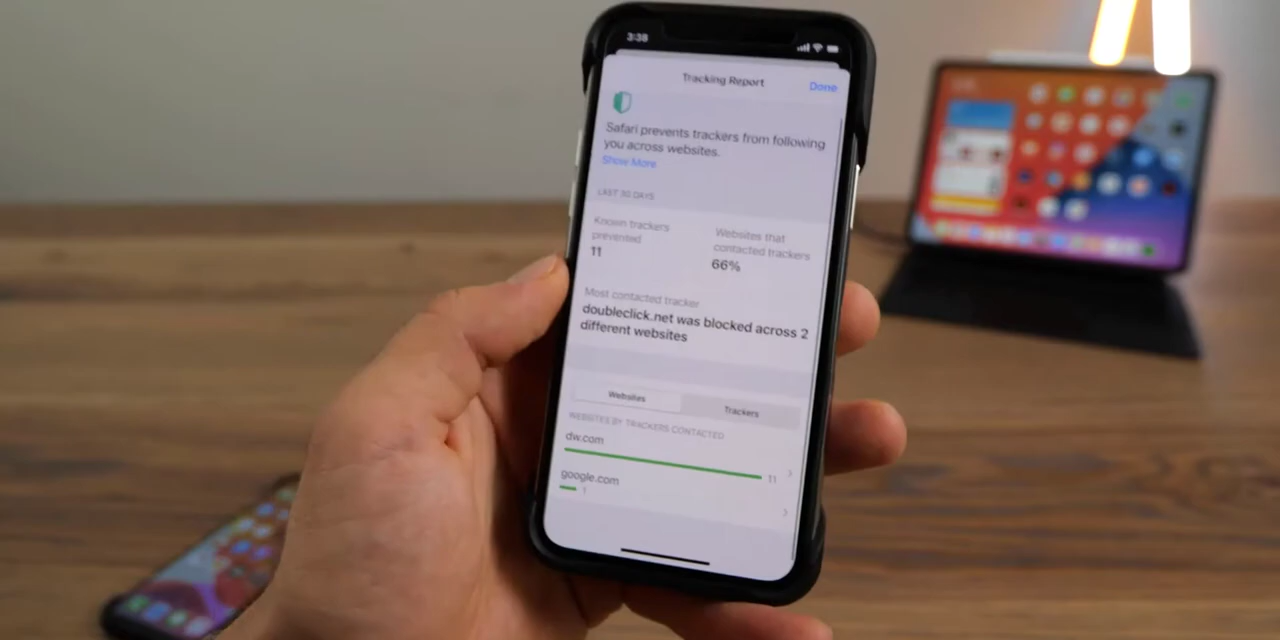 3:39
Tracking Report
Done
Safari prevents trackers from following
you across websites.
Show More
LAST 30 DAYS
Known trackers
prevented
11
Websites that
contacted trackers
66%
Most contacted tracker
doubleclick.net was blocked across 2
different websites
Websites
Trackers
WEBSITES BY TRACKERS CONTACTED
dw.com
11
google.com
1